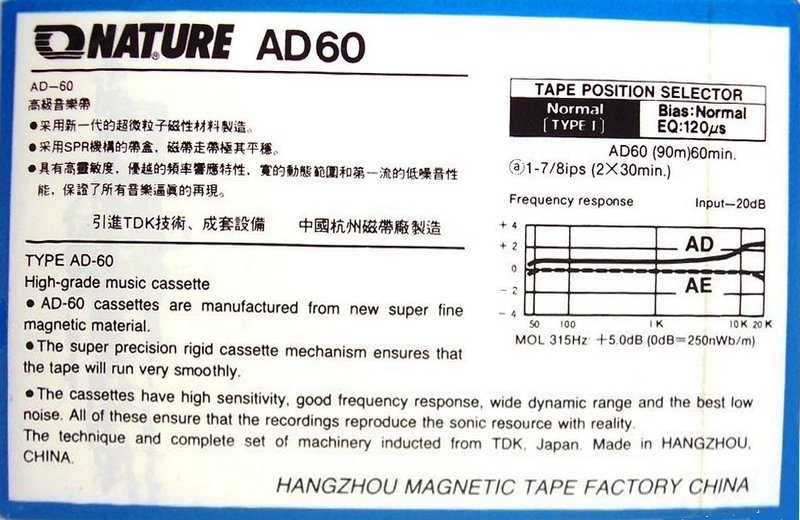 NATURE® AD60
AD-60
高級音樂帶
●采用新一代的超微粒子磁性材料製造。
●采用SPR機構的帶盒，磁帶走帶極其平穩。
●具有高靈敏度，優越的頻率響應特性，寬的動態範圍和第一流的低噪音性
能，保證了所有音樂逼眞的再現。
引進TDK技術、成套設備 中國杭州磁帶廠製造
TYPE AD-60
High-grade music cassette
● AD-60 cassettes are manufactured from new super fine
magnetic material.
●The super precision rigid cassette mechanism ensures that
the tape will run very smoothly.
●The cassettes have high sensitivity, good frequency response, wide dynamic range and the best low
noise. All of these ensure that the recordings reproduce the sonic resource with reality.
The technique and complete set of machinery inducted from TDK, Japan. Made in HANGZHOU,
CHINA.
HANGZHOU MAGNETIC TAPE FACTORY CHINA
TAPE POSITION SELECTOR
Normal
[TYPE I]
Bias:Normal
EQ:120μs
AD60 (90m)60min.
ⓐ1-7/8ips (2×30min.)
Frequency response Input-20dB
+4
+2
0
-2
-4
AD
AE
50 100 1K 10K 20K
MOL 315Hz: +5.0dB (0dB=250nWb/m)